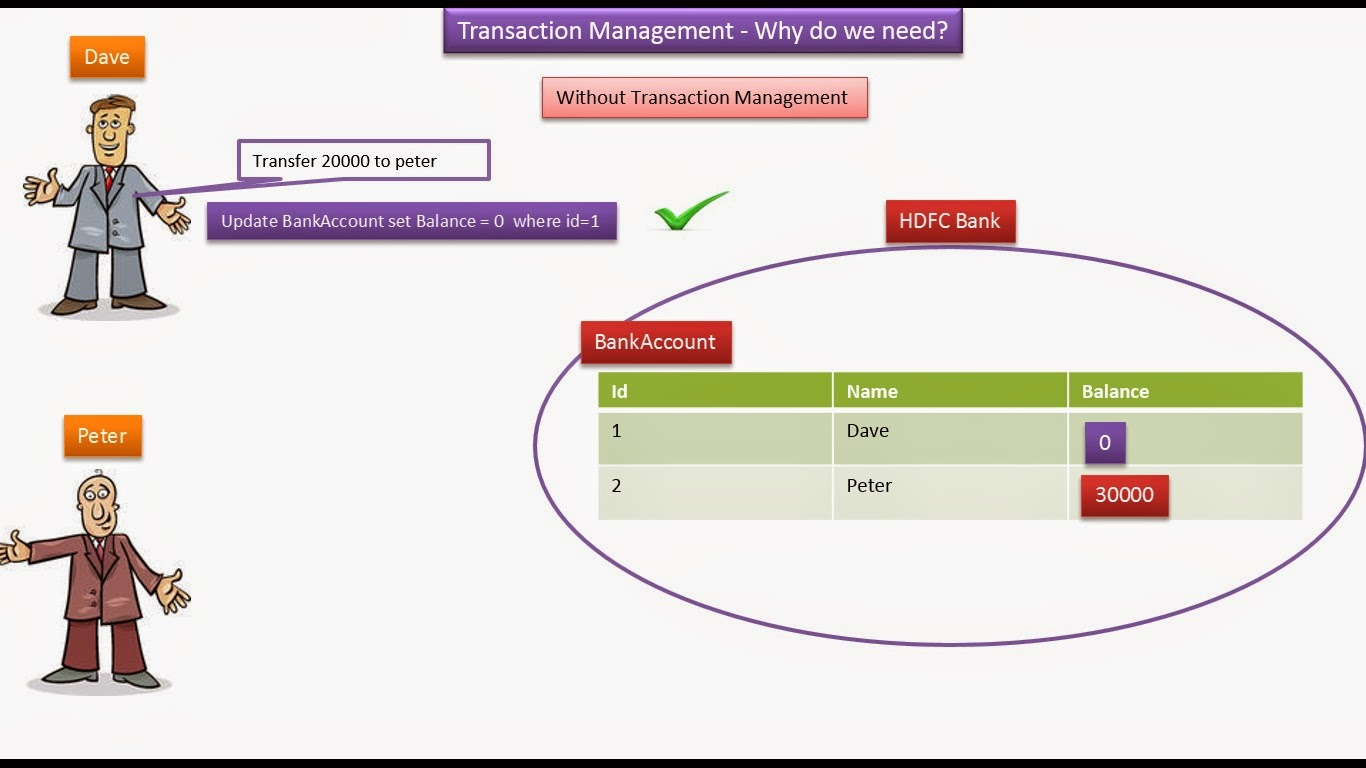 Transaction Management - Why do we need?
Without Transaction Management
Dave
Transfer 20000 to peter
Update BankAccount set Balance = 0 where id=1
HDFC Bank
BankAccount
Id Name Balance
1 Dave 0
2 Peter 30000
Peter